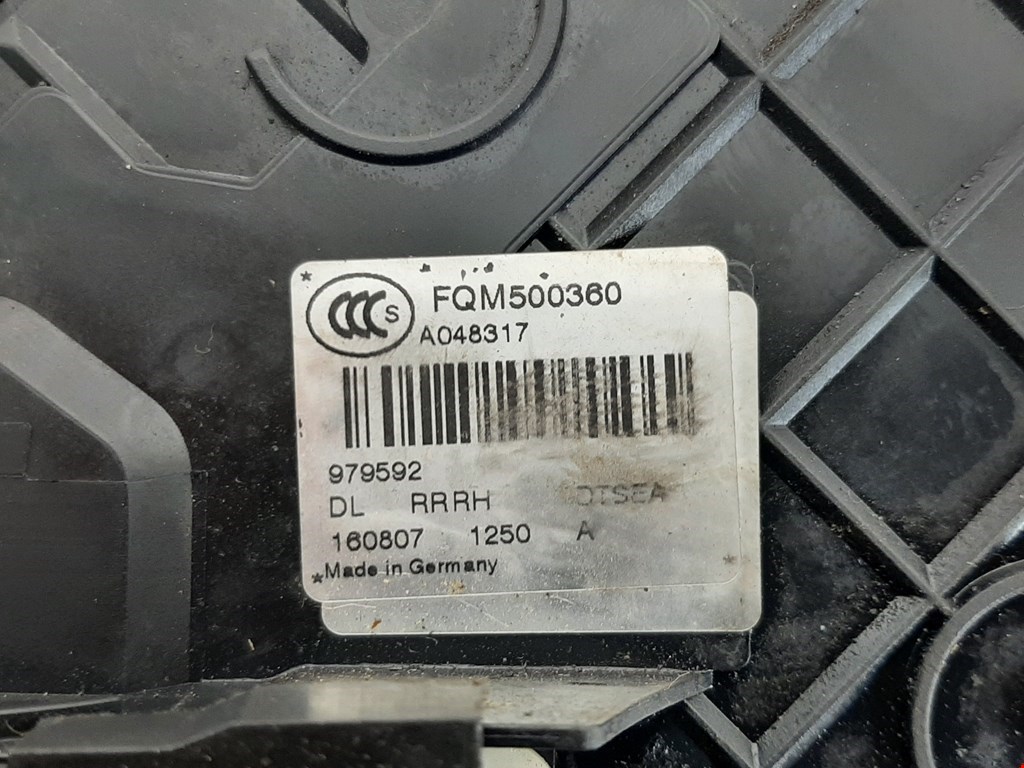 CCC S FQM500360
A048317
979592
DL RRRH
160807 1250 A
Made in Germany